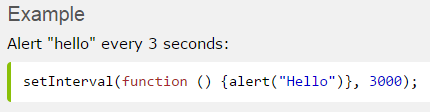 Example
Alert "hello" every 3 seconds:
setInterval(function () {alert("Hello")}, 3000);